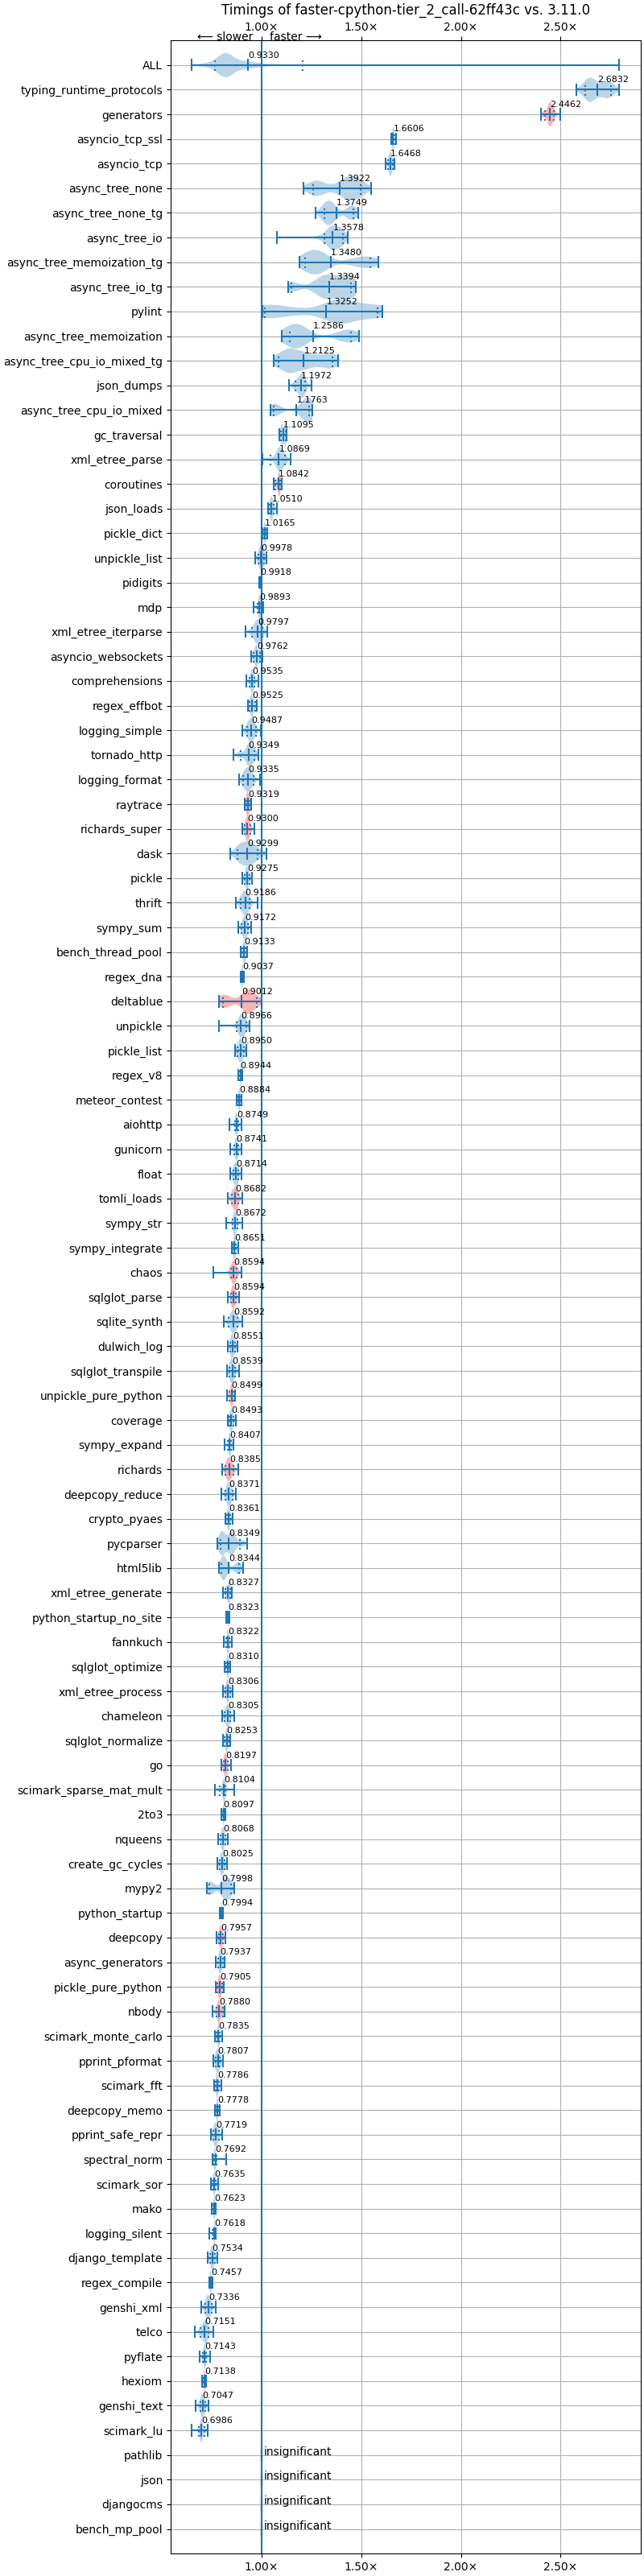 Timings of faster-cpython-tier_2_call-62ff43c vs. 3.11.0
1.00× 1.50× 2.00× 2.50×
⟵ slower faster ⟶
ALL 0.9330
typing_runtime_protocols 2.6832
generators 2.4462
asyncio_tcp_ssl 1.6606
asyncio_tcp 1.6468
async_tree_none 1.3922
async_tree_none_tg 1.3749
async_tree_io 1.3578
async_tree_memoization_tg 1.3480
async_tree_io_tg 1.3394
pylint 1.3252
async_tree_memoization 1.2586
async_tree_cpu_io_mixed_tg 1.2125
json_dumps 1.1972
async_tree_cpu_io_mixed 1.1763
gc_traversal 1.1095
xml_etree_parse 1.0869
coroutines 1.0842
json_loads 1.0510
pickle_dict 1.0165
unpickle_list 0.9978
pidigits 0.9918
mdp 0.9893
xml_etree_iterparse 0.9797
asyncio_websockets 0.9762
comprehensions 0.9535
regex_effbot 0.9525
logging_simple 0.9487
tornado_http 0.9349
logging_format 0.9335
raytrace 0.9319
richards_super 0.9300
dask 0.9299
pickle 0.9275
thrift 0.9186
sympy_sum 0.9172
bench_thread_pool 0.9133
regex_dna 0.9037
deltablue 0.9012
unpickle 0.8966
pickle_list 0.8950
regex_v8 0.8944
meteor_contest 0.8884
aiohttp 0.8749
gunicorn 0.8741
float 0.8714
tomli_loads 0.8682
sympy_str 0.8672
sympy_integrate 0.8651
chaos 0.8594
sqlglot_parse 0.8594
sqlite_synth 0.8592
dulwich_log 0.8551
sqlglot_transpile 0.8539
unpickle_pure_python 0.8499
coverage 0.8493
sympy_expand 0.8407
richards 0.8385
deepcopy_reduce 0.8371
crypto_pyaes 0.8361
pycparser 0.8349
html5lib 0.8344
xml_etree_generate 0.8327
python_startup_no_site 0.8323
fannkuch 0.8322
sqlglot_optimize 0.8310
xml_etree_process 0.8306
chameleon 0.8305
sqlglot_normalize 0.8253
go 0.8197
scimark_sparse_mat_mult 0.8104
2to3 0.8097
nqueens 0.8068
create_gc_cycles 0.8025
mypy2 0.7998
python_startup 0.7994
deepcopy 0.7957
async_generators 0.7937
pickle_pure_python 0.7905
nbody 0.7880
scimark_monte_carlo 0.7835
pprint_pformat 0.7807
scimark_fft 0.7786
deepcopy_memo 0.7778
pprint_safe_repr 0.7719
spectral_norm 0.7692
scimark_sor 0.7635
mako 0.7623
logging_silent 0.7618
django_template 0.7534
regex_compile 0.7457
genshi_xml 0.7336
telco 0.7151
pyflate 0.7143
hexiom 0.7138
genshi_text 0.7047
scimark_lu 0.6986
pathlib insignificant
json insignificant
djangocms insignificant
bench_mp_pool insignificant
1.00× 1.50× 2.00× 2.50×